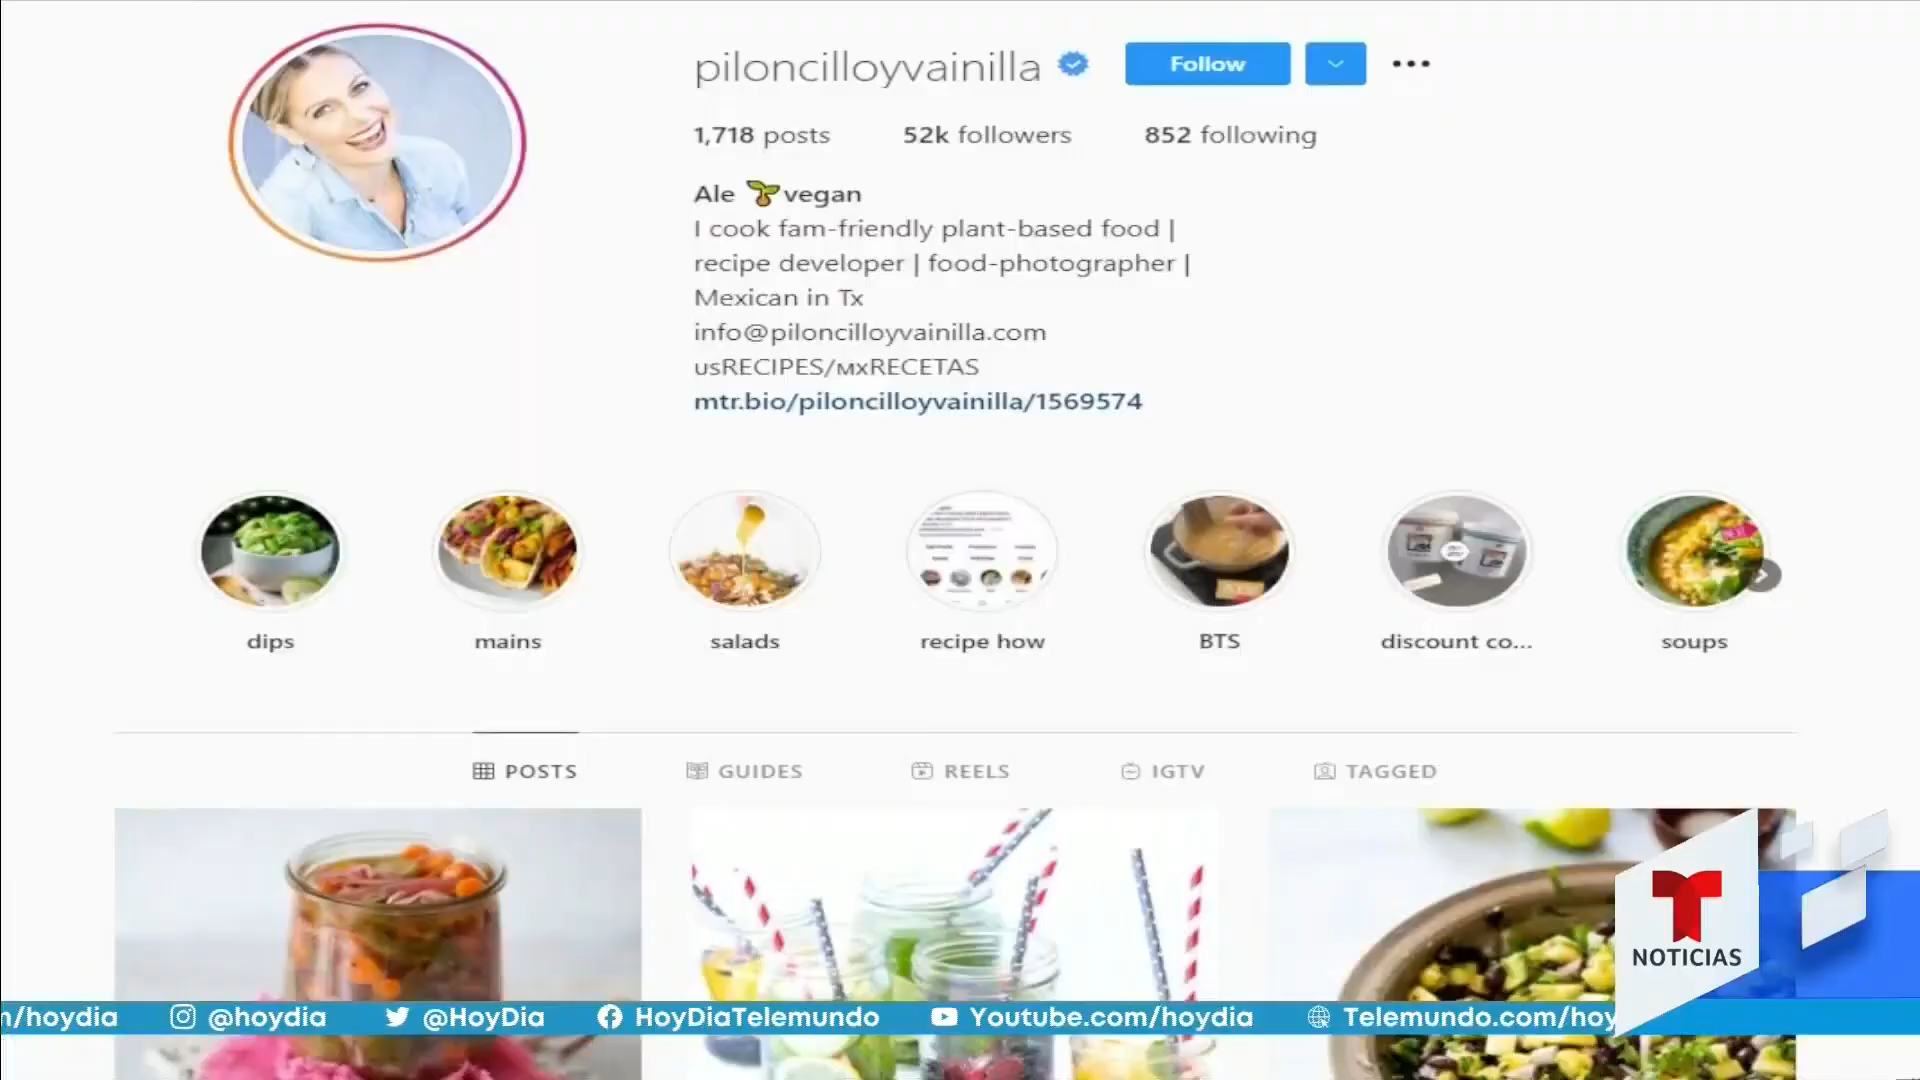 piloncilloyvainilla
Follow
1,718 posts 52k followers 852 following
Ale vegan
I cook fam-friendly plant-based food |
recipe developer | food-photographer |
Mexican in Tx
info@piloncilloyvainilla.com
usRECIPES/мxRECETAS
mtr.bio/piloncilloyvainilla/1569574
dips mains salads recipe how BTS discount co... soups
POSTS GUIDES REELS IGTV TAGGED
NOTICIAS
/hoydia @hoydia @HoyDia HoyDiaTelemundo Youtube.com/hoydia Telemundo.com/hoy